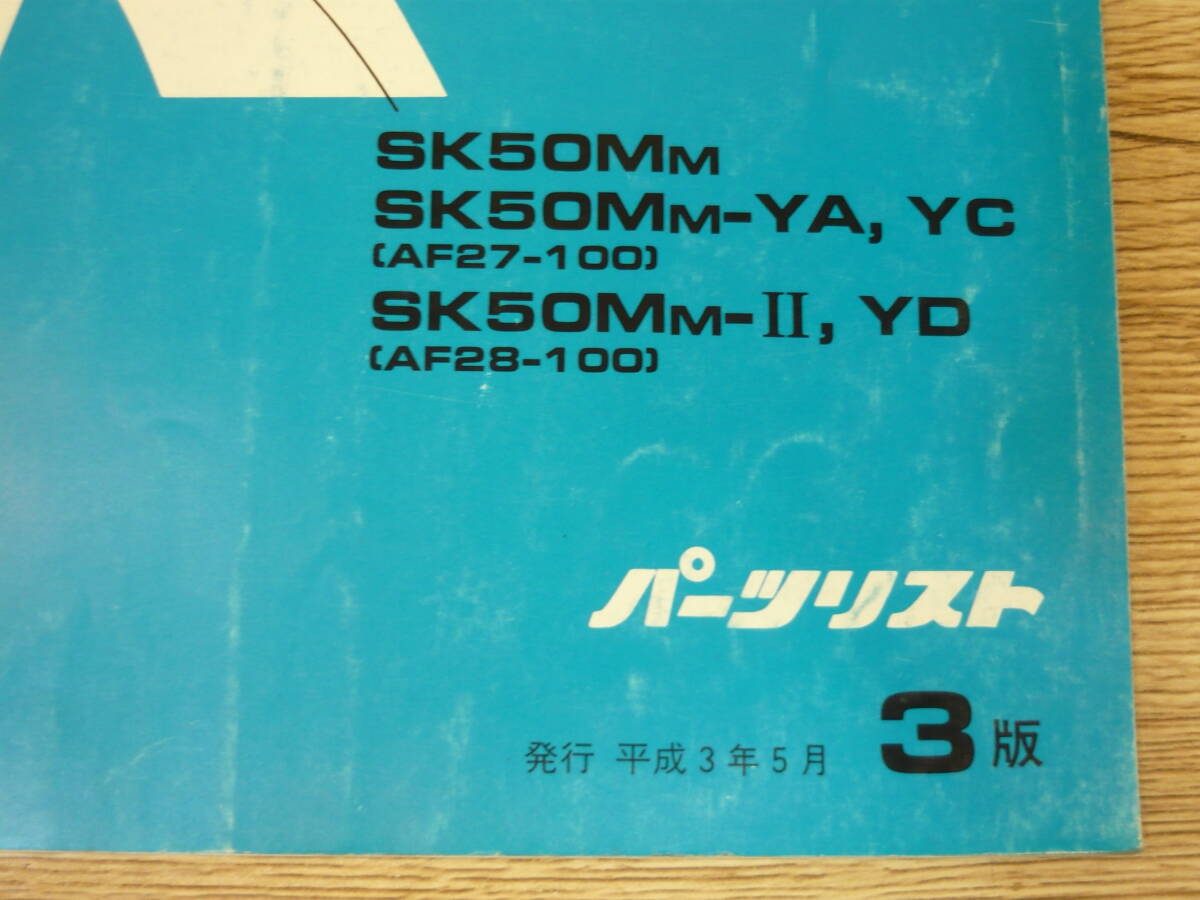 SK50MM
SK50MM-YA, YC
(AF27-100)
SK50MM-II, YD
(AF28-100)
パーツリスト
発行 平成3年5月 3版